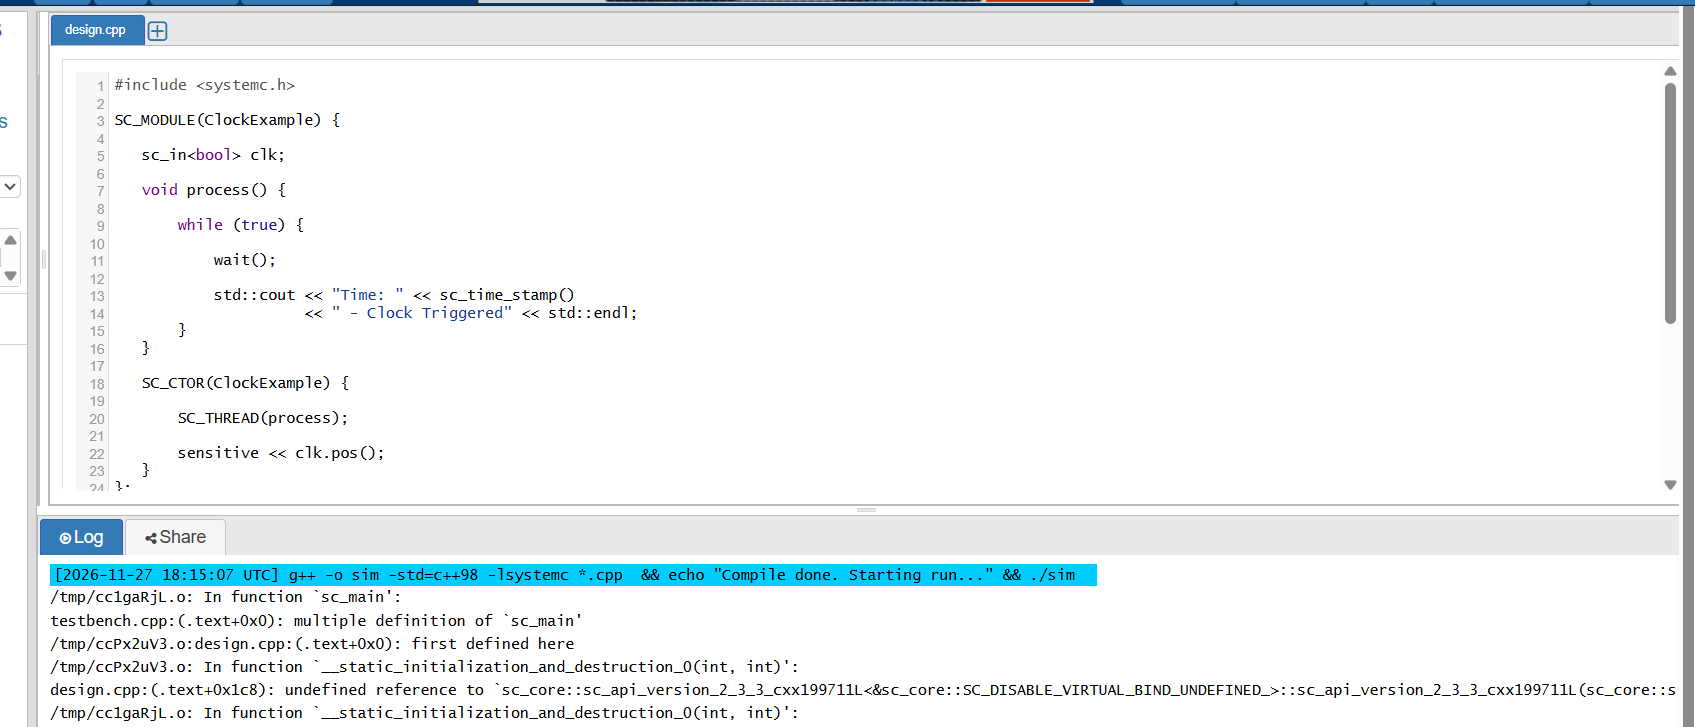 design.cpp
1 #include <systemc.h>
2
3 SC_MODULE(ClockExample) {
4
5 sc_in<bool> clk;
6
7 void process() {
8
9 while (true) {
10
11 wait();
12
13 std::cout << "Time: " << sc_time_stamp()
14 << " - Clock Triggered" << std::endl;
15 }
16 }
17
18 SC_CTOR(ClockExample) {
19
20 SC_THREAD(process);
21
22 sensitive << clk.pos();
23 }
24 };
s
Log
Share
[2026-11-27 18:15:07 UTC] g++ -o sim -std=c++98 -lsystemc *.cpp && echo "Compile done. Starting run..." && ./sim
/tmp/cc1gaRjL.o: In function `sc_main':
testbench.cpp:(.text+0x0): multiple definition of `sc_main'
/tmp/ccPx2uV3.o:design.cpp:(.text+0x0): first defined here
/tmp/ccPx2uV3.o: In function `__static_initialization_and_destruction_0(int, int)':
design.cpp:(.text+0x1c8): undefined reference to `sc_core::sc_api_version_2_3_3_cxx199711L<&sc_core::SC_DISABLE_VIRTUAL_BIND_UNDEFINED_>::sc_api_version_2_3_3_cxx199711L(sc_core::s
/tmp/cc1gaRjL.o: In function `__static_initialization_and_destruction_0(int, int)':